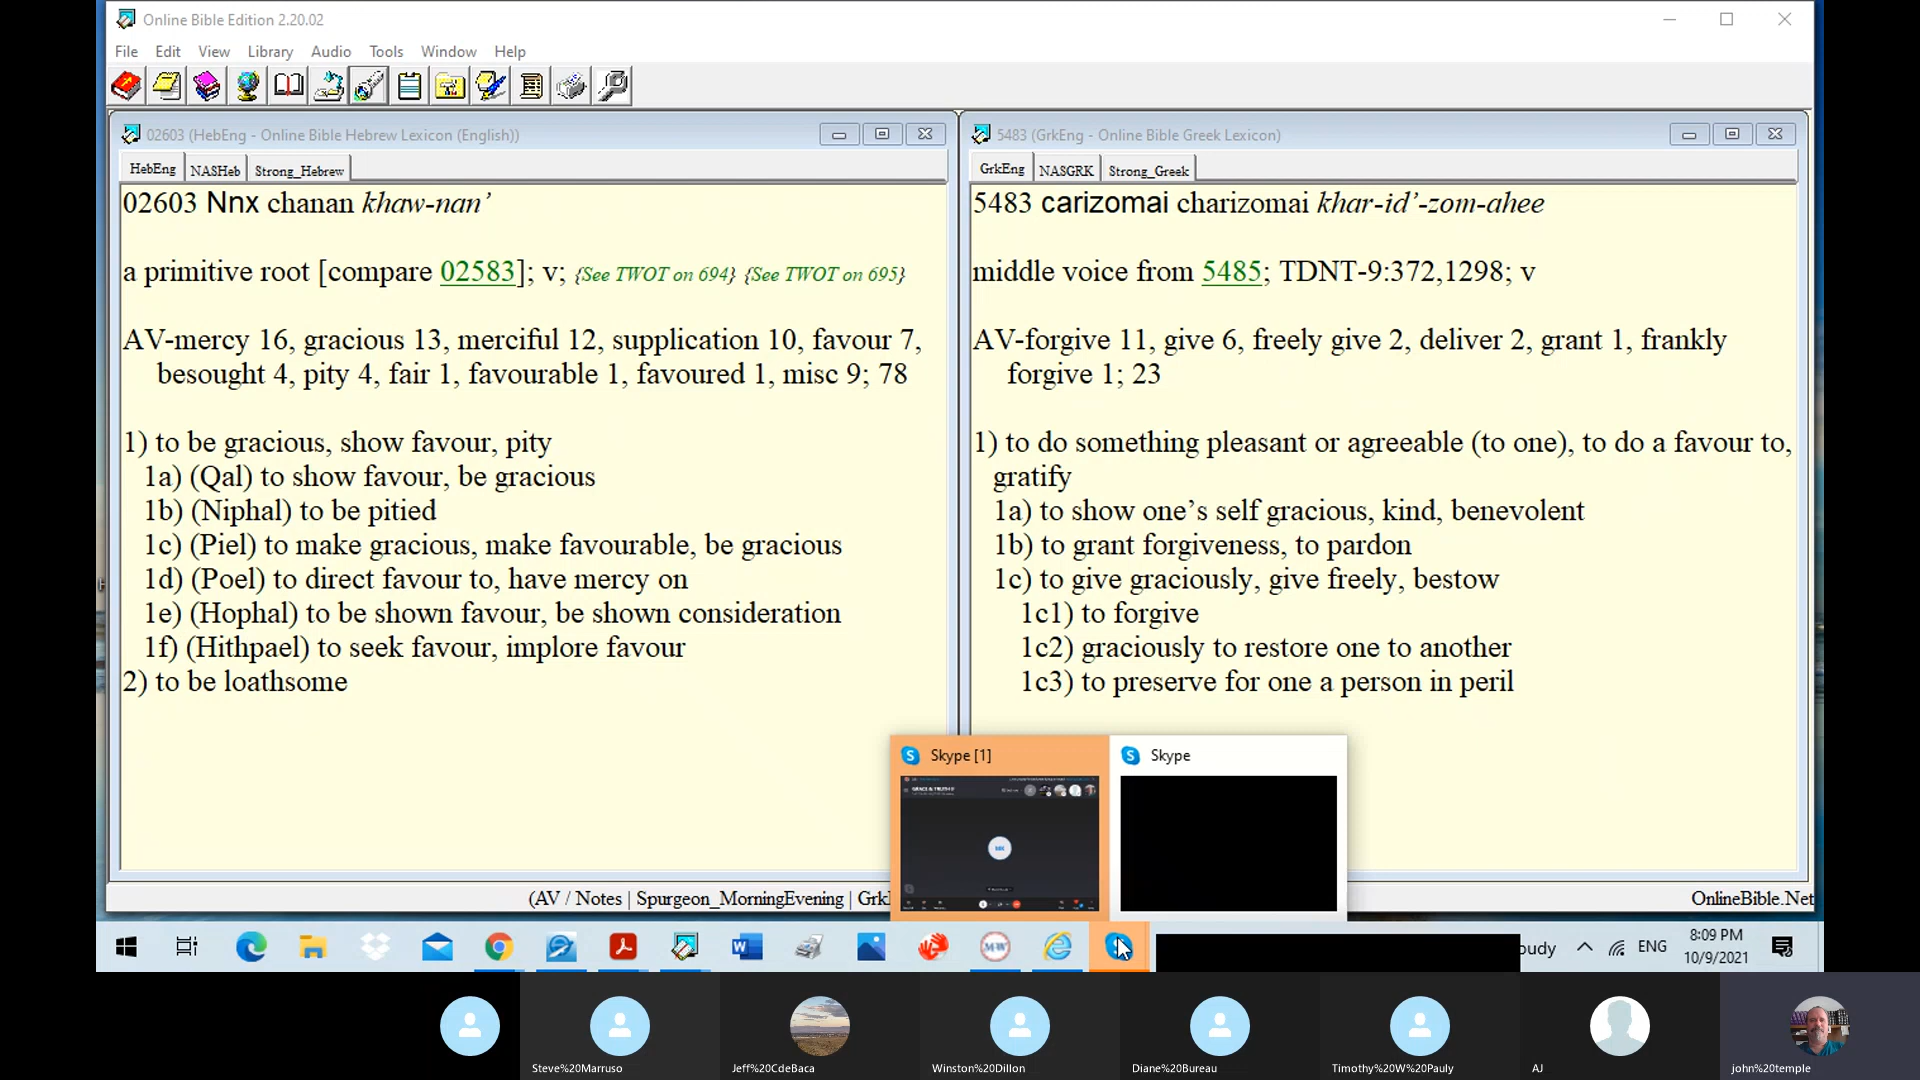 Online Bible Edition 2.20.02
File Edit View Library Audio Tools Window Help
02603 (HebEng - Online Bible Hebrew Lexicon (English))
HebEng NASHeb Strong_Hebrew
02603 Nnx chanan khaw-nan’
a primitive root [compare 02583]; v; {See TWOT on 694} {See TWOT on 695}
AV-mercy 16, gracious 13, merciful 12, supplication 10, favour 7,
besought 4, pity 4, fair 1, favourable 1, favoured 1, misc 9; 78
1) to be gracious, show favour, pity
1a) (Qal) to show favour, be gracious
1b) (Niphal) to be pitied
1c) (Piel) to make gracious, make favourable, be gracious
1d) (Poel) to direct favour to, have mercy on
1e) (Hophal) to be shown favour, be shown consideration
1f) (Hithpael) to seek favour, implore favour
2) to be loathsome
5483 (GrkEng - Online Bible Greek Lexicon)
GrkEng NASGRK Strong_Greek
5483 carizomai charizomai khar-id’-zom-ahee
middle voice from 5485; TDNT-9:372,1298; v
AV-forgive 11, give 6, freely give 2, deliver 2, grant 1, frankly
forgive 1; 23
1) to do something pleasant or agreeable (to one), to do a favour to,
gratify
1a) to show one’s self gracious, kind, benevolent
1b) to grant forgiveness, to pardon
1c) to give graciously, give freely, bestow
1c1) to forgive
1c2) graciously to restore one to another
1c3) to preserve for one a person in peril
Skype [1]
Skype
GRACE & TRUTH
(AV / Notes | Spurgeon_MorningEvening | Grk
OnlineBible.Net
oudy
ENG
8:09 PM
10/9/2021
Steve%20Marruso
Jeff%20CdeBaca
Winston%20Dillon
Diane%20Bureau
Timothy%20W%20Pauly
AJ
john%20temple